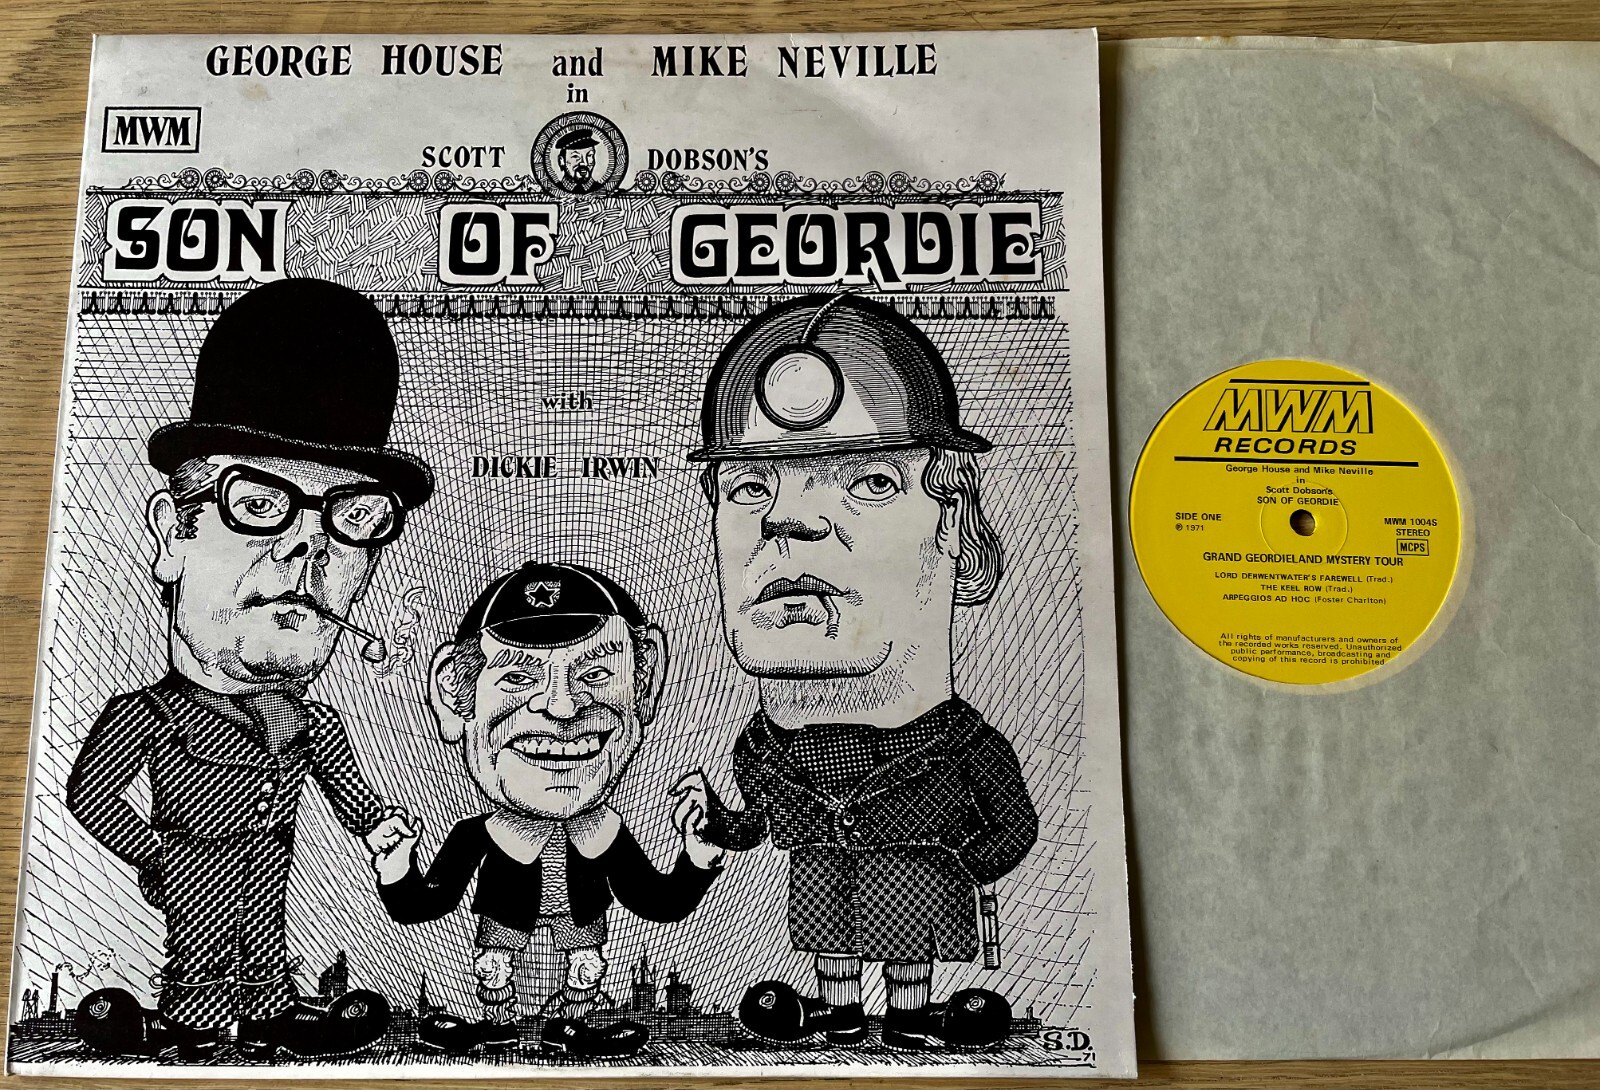 GEORGE HOUSE and MIKE NEVILLE
in
MWM
SCOTT DOBSON'S
SON OF GEORDIE
with
DICKIE IRWIN
S.D.
71
MWM
RECORDS
George House and Mike Neville
in
Scott Dobson's
SON OF GEORDIE
SIDE ONE
℗ 1971
MWM 1004S
STEREO
MCPS
GRAND GEORDIELAND MYSTERY TOUR
LORD DERWENTWATER'S FAREWELL (Trad.)
THE KEEL ROW (Trad.)
ARPEGGIOS AD HOC (Foster Charlton)
All rights of manufacturers and owners of
the recorded works reserved. Unauthorized
public performance, broadcasting and
copying of this record is prohibited